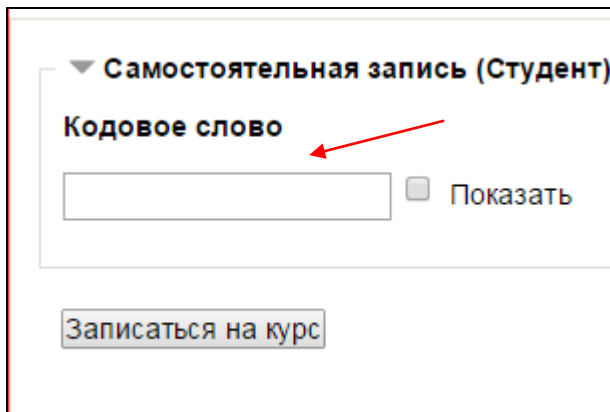 Самостоятельная запись (Студент)
Кодовое слово
Показать
Записаться на курс